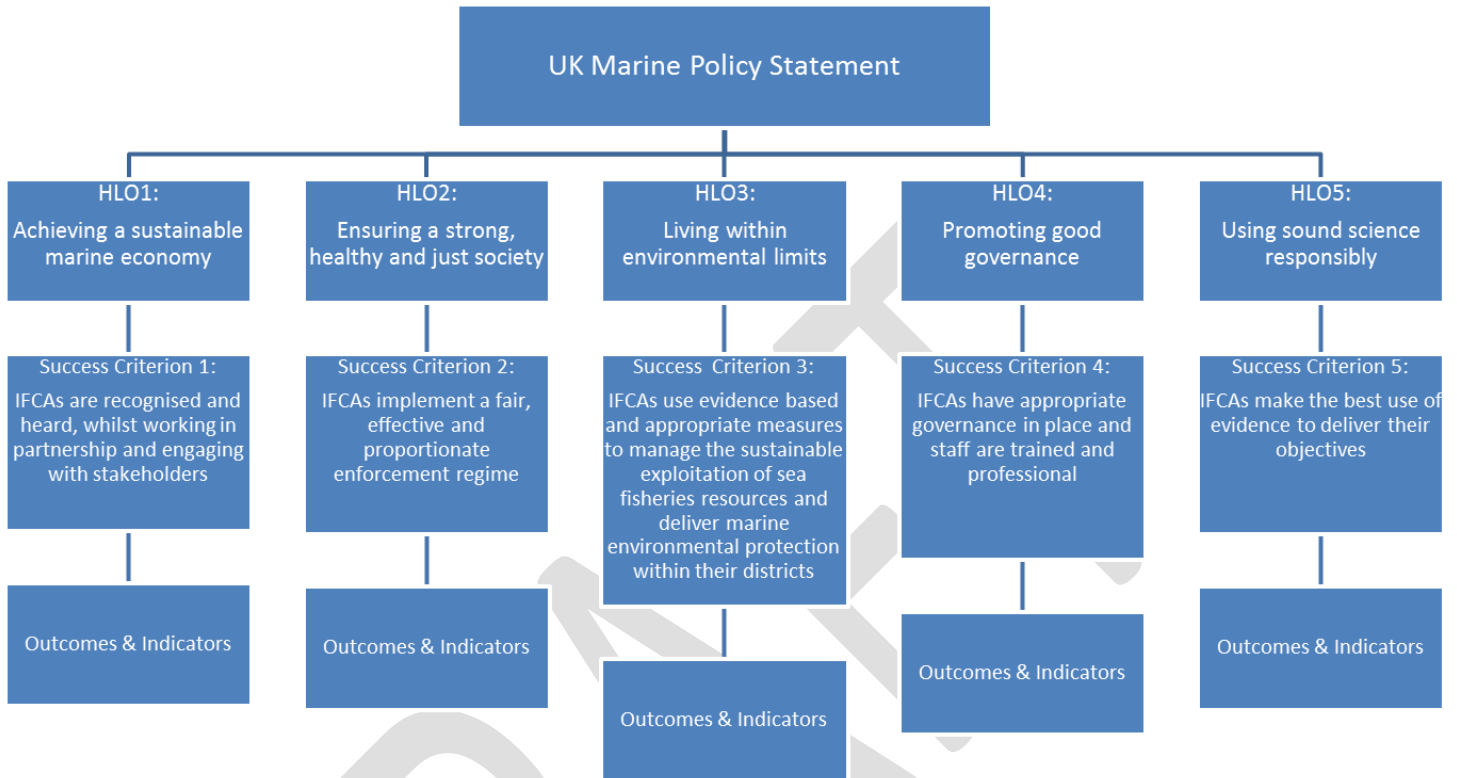 UK Marine Policy Statement
HLO1:
Achieving a sustainable
marine economy
HLO2:
Ensuring a strong,
healthy and just society
HLO3:
Living within
environmental limits
HLO4:
Promoting good
governance
HLO5:
Using sound science
responsibly
Success Criterion 1:
IFCAs are recognised and
heard, whilst working in
partnership and engaging
with stakeholders
Success Criterion 2:
IFCAs implement a fair,
effective and
proportionate
enforcement regime
Success Criterion 3:
IFCAs use evidence based
and appropriate measures
to manage the sustainable
exploitation of sea
fisheries resources and
deliver marine
environmental protection
within their districts
Success Criterion 4:
IFCAs have appropriate
governance in place and
staff are trained and
professional
Success Criterion 5:
IFCAs make the best use of
evidence to deliver their
objectives
Outcomes & Indicators
Outcomes & Indicators
Outcomes & Indicators
Outcomes & Indicators
Outcomes & Indicators